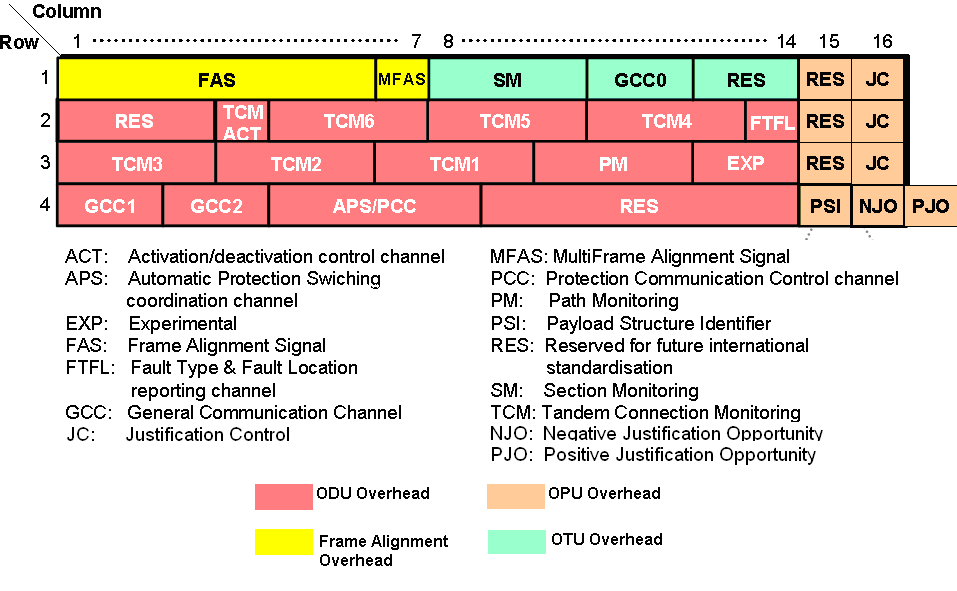 Column
Row 1 7 8 14 15 16
1 FAS MFAS SM GCC0 RES RES JC
2 RES TCM ACT TCM6 TCM5 TCM4 FTFL RES JC
3 TCM3 TCM2 TCM1 PM EXP RES JC
4 GCC1 GCC2 APS/PCC RES PSI NJO PJO
ACT: Activation/deactivation control channel
APS: Automatic Protection Swiching
coordination channel
EXP: Experimental
FAS: Frame Alignment Signal
FTFL: Fault Type & Fault Location
reporting channel
GCC: General Communication Channel
JC: Justification Control
MFAS: MultiFrame Alignment Signal
PCC: Protection Communication Control channel
PM: Path Monitoring
PSI: Payload Structure Identifier
RES: Reserved for future international
standardisation
SM: Section Monitoring
TCM: Tandem Connection Monitoring
NJO: Negative Justification Opportunity
PJO: Positive Justification Opportunity
ODU Overhead
OPU Overhead
Frame Alignment
Overhead
OTU Overhead